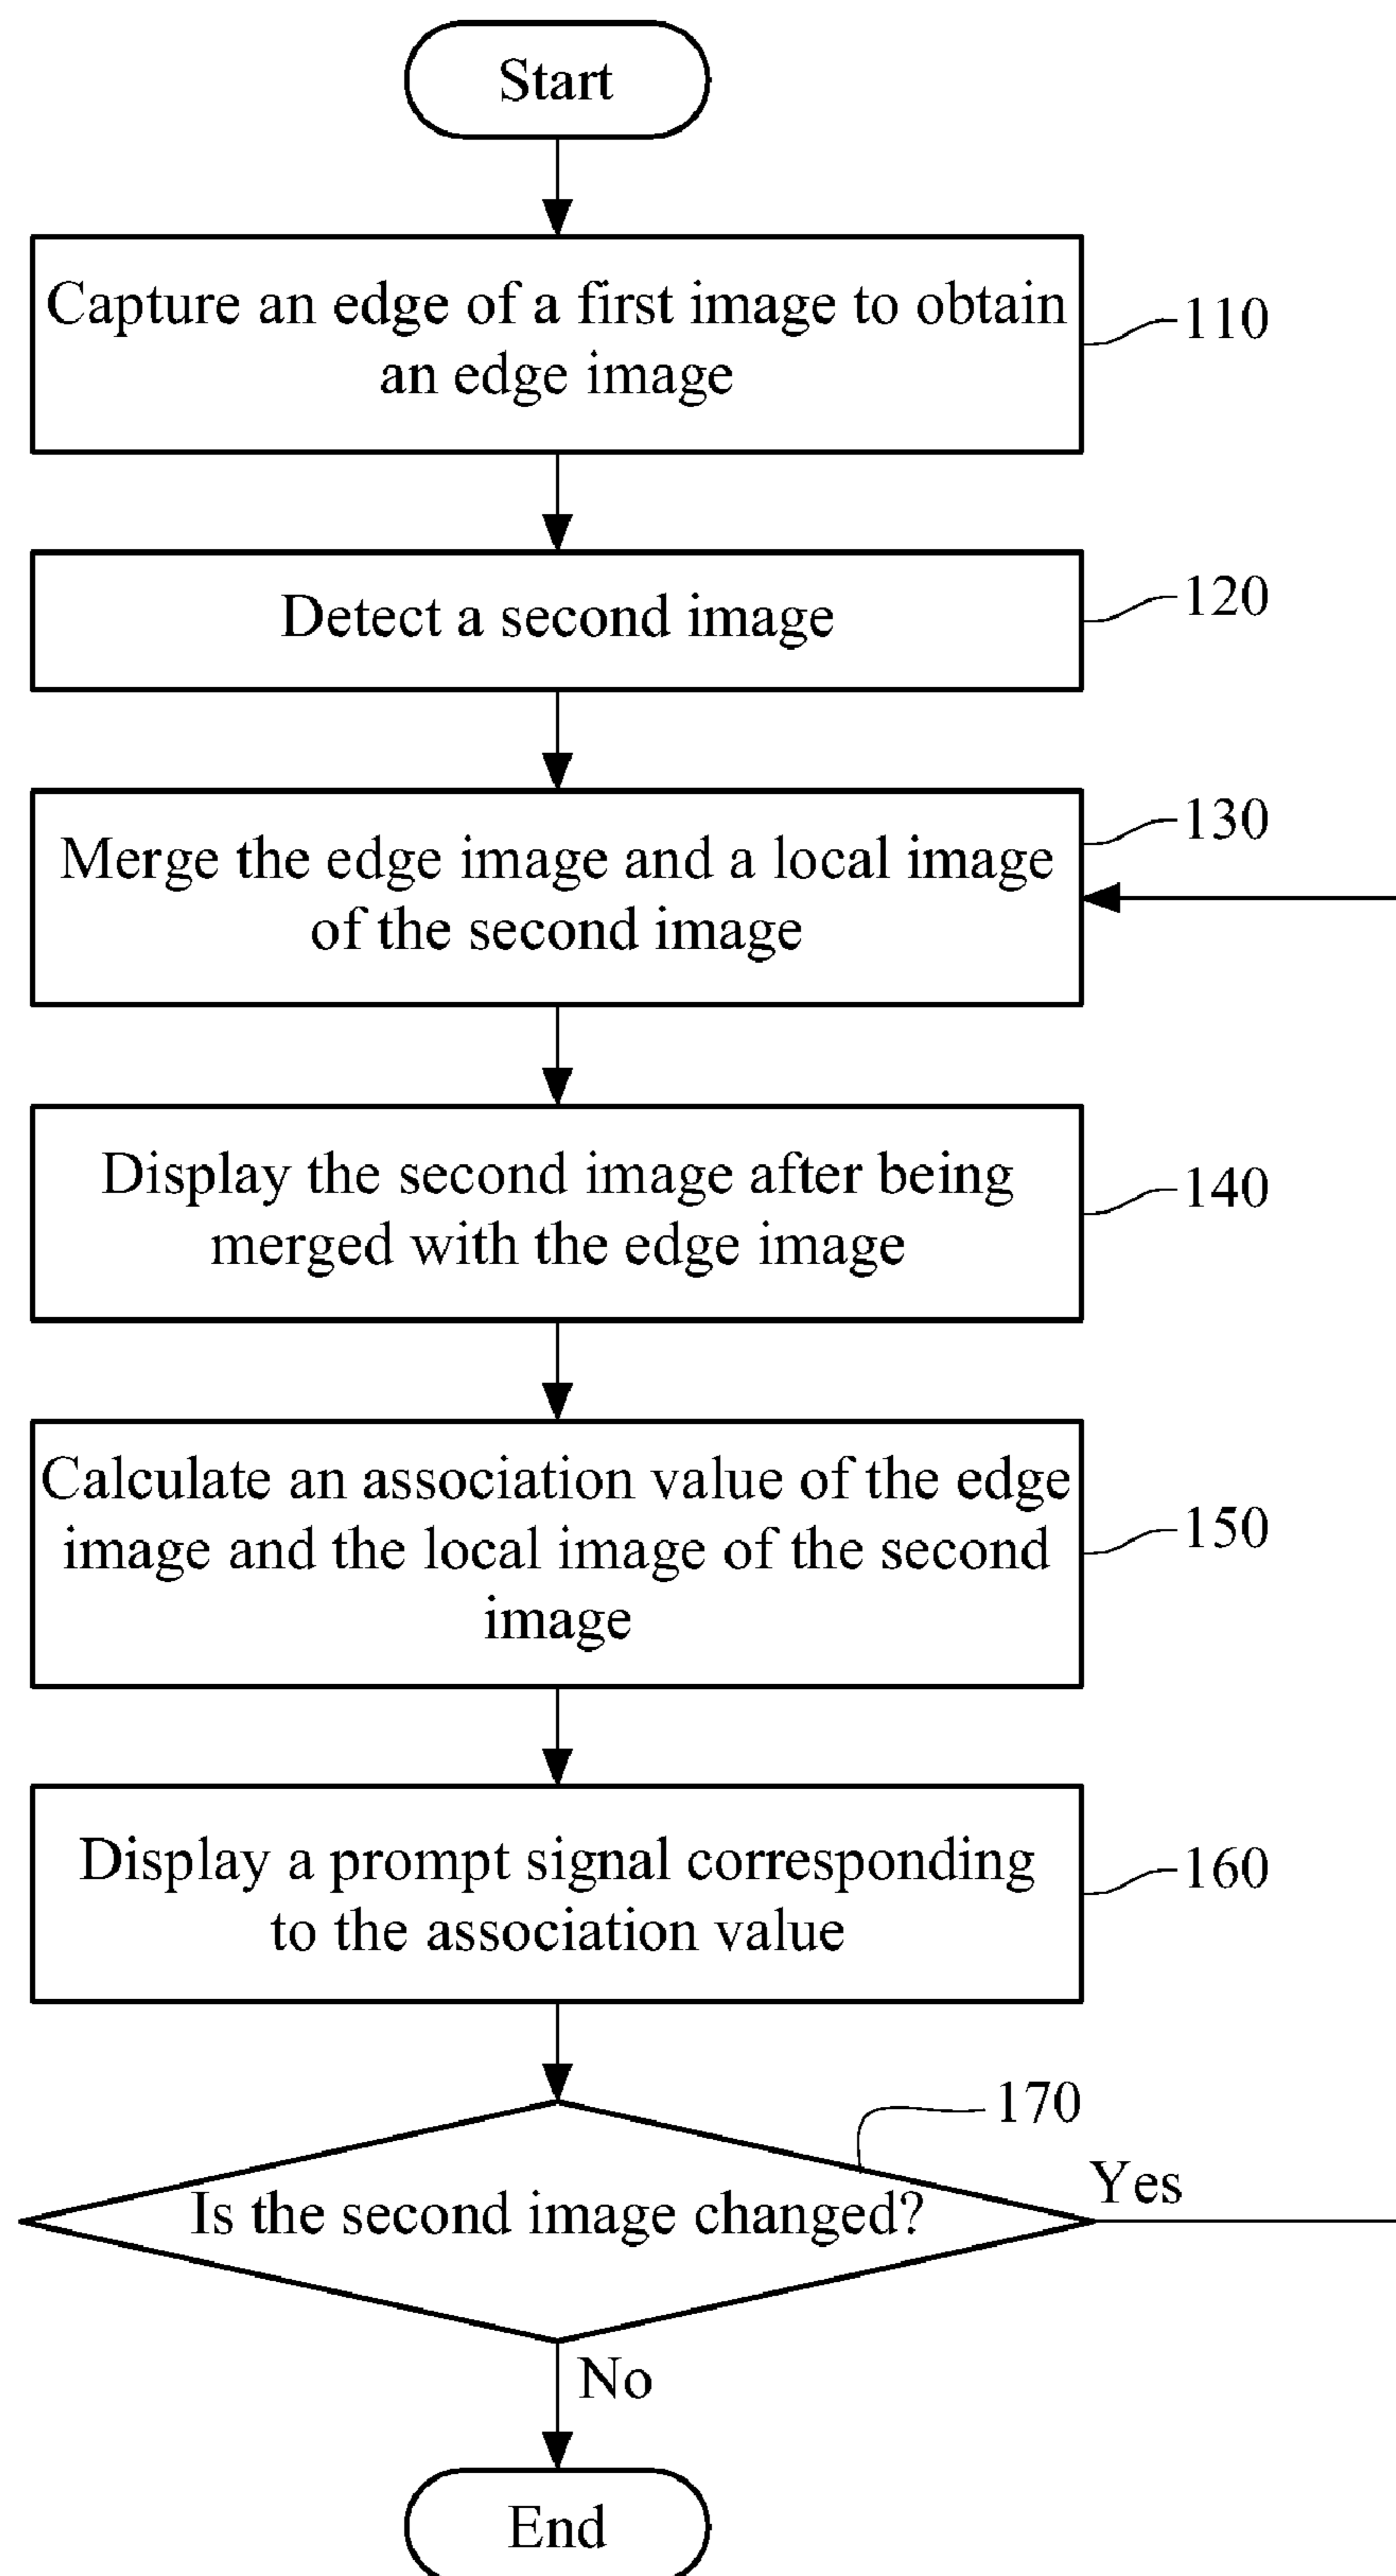 Start
Capture an edge of a first image to obtain
an edge image
110
Detect a second image
120
Merge the edge image and a local image
of the second image
130
Display the second image after being
merged with the edge image
140
Calculate an association value of the edge
image and the local image of the second
image
150
Display a prompt signal corresponding
to the association value
160
170
Is the second image changed?
Yes
No
End